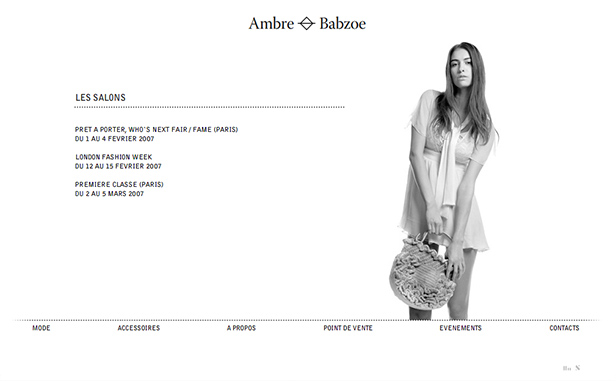 Ambre Babzoe
LES SALONS
PRET A PORTER, WHO'S NEXT FAIR / FAME (PARIS)
DU 1 AU 4 FEVRIER 2007
LONDON FASHION WEEK
DU 12 AU 15 FEVRIER 2007
PREMIERE CLASSE (PARIS)
DU 2 AU 5 MARS 2007
MODE ACCESSOIRES A PROPOS POINT DE VENTE EVENEMENTS CONTACTS